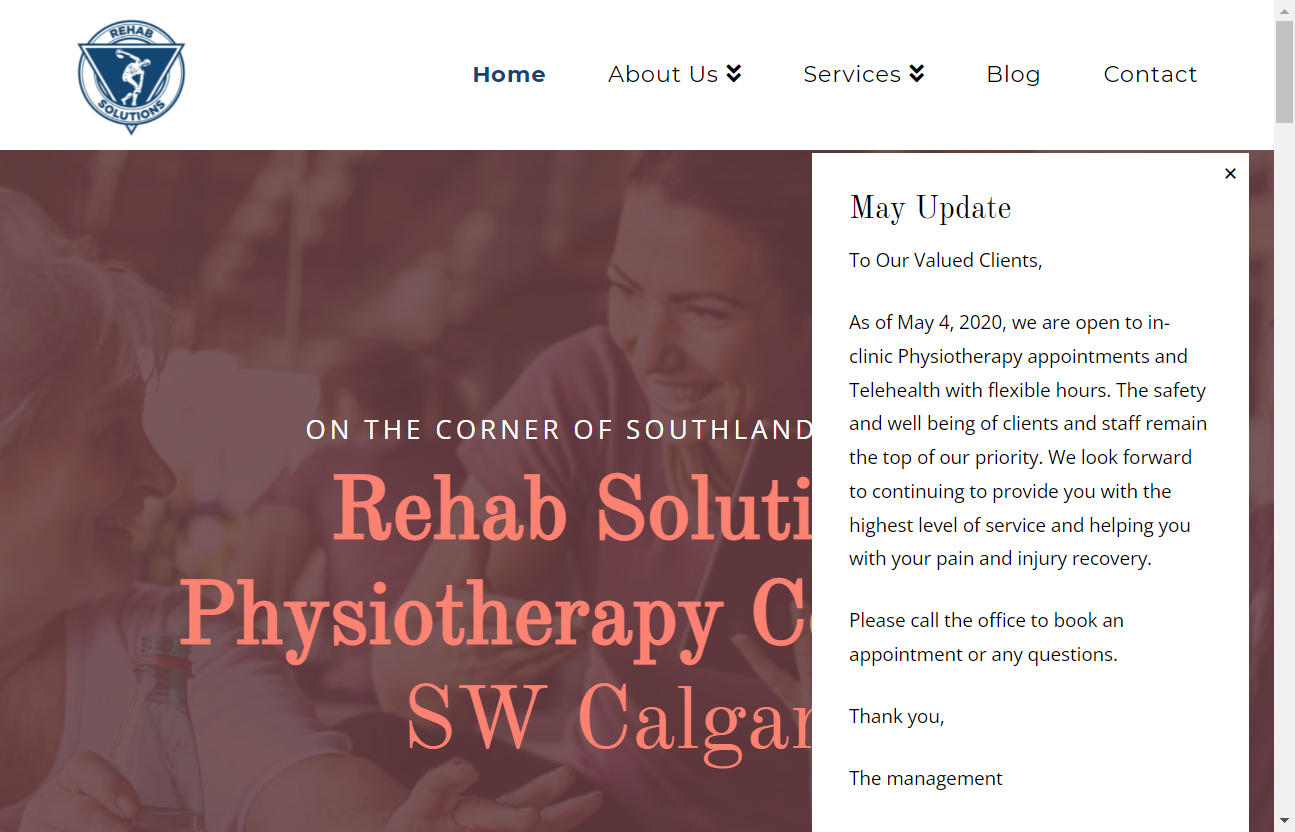 REHAB
SOLUTIONS
Home About Us Services Blog Contact
×
May Update
To Our Valued Clients,
As of May 4, 2020, we are open to in-
clinic Physiotherapy appointments and
Telehealth with flexible hours. The safety
and well being of clients and staff remain
the top of our priority. We look forward
to continuing to provide you with the
highest level of service and helping you
with your pain and injury recovery.
Please call the office to book an
appointment or any questions.
Thank you,
The management
ON THE CORNER OF SOUTHLAND
Rehab Soluti
Physiotherapy C
SW Calgar